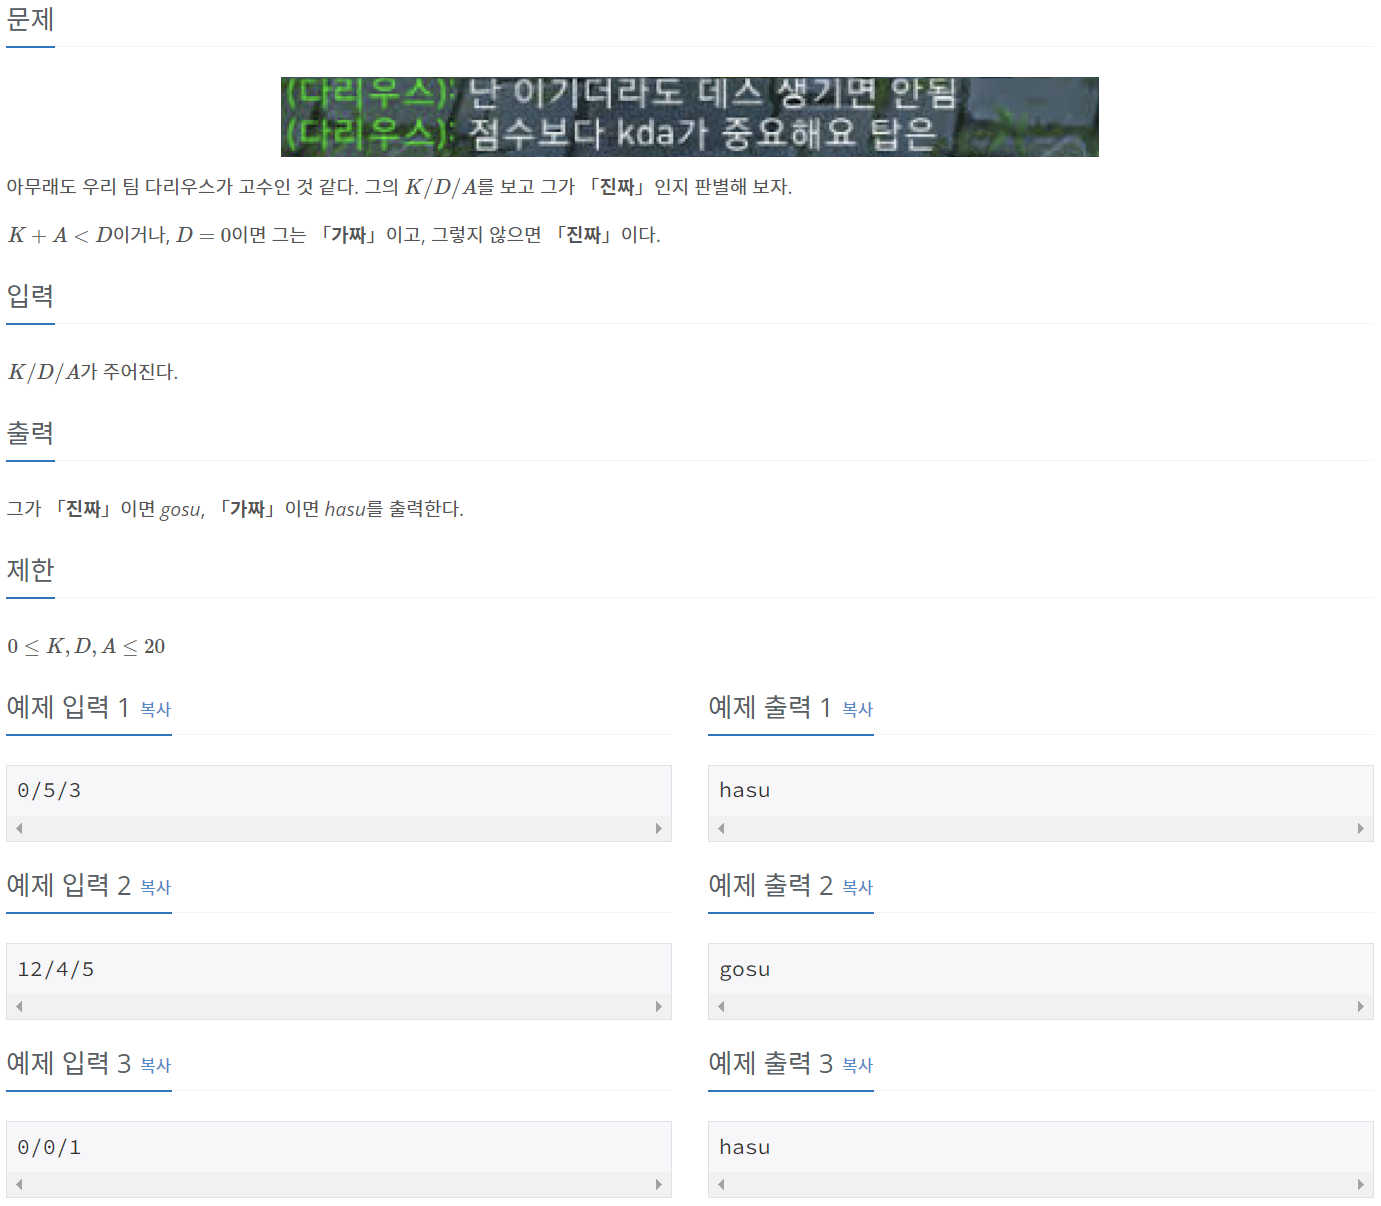 문제
(다리우스): 난 이기더라도 데스 생기면 안됨
(다리우스): 점수보다 kda가 중요해요 탑은
아무래도 우리 팀 다리우스가 고수인 것 같다. 그의 K/D/A를 보고 그가 「진짜」인지 판별해 보자.
K + A < D이거나, D = 0이면 그는 「가짜」이고, 그렇지 않으면 「진짜」이다.
입력
K/D/A가 주어진다.
출력
그가 「진짜」이면 gosu, 「가짜」이면 hasu를 출력한다.
제한
0 ≤ K, D, A ≤ 20
예제 입력 1 복사
0/5/3
예제 출력 1 복사
hasu
예제 입력 2 복사
12/4/5
예제 출력 2 복사
gosu
예제 입력 3 복사
0/0/1
예제 출력 3 복사
hasu